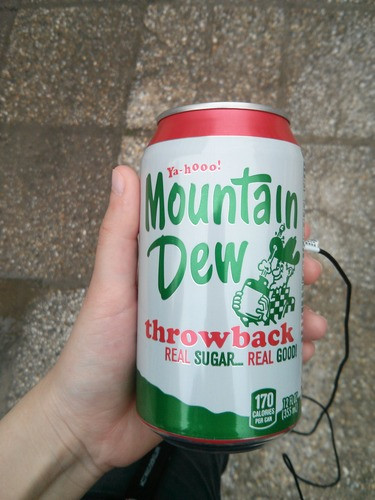 Ya-hooo!
Mountain
Dew
throwback
REAL SUGAR... REAL GOOD!
170
CALORIES
PER CAN
12 FL OZ
(355 mL)